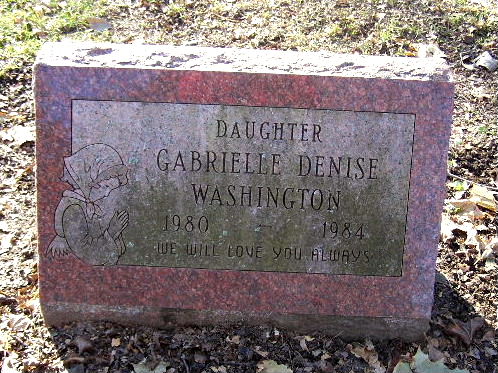 DAUGHTER
GABRIELLE DENISE
WASHINGTON
1980 – 1984
WE WILL LOVE YOU ALWAYS